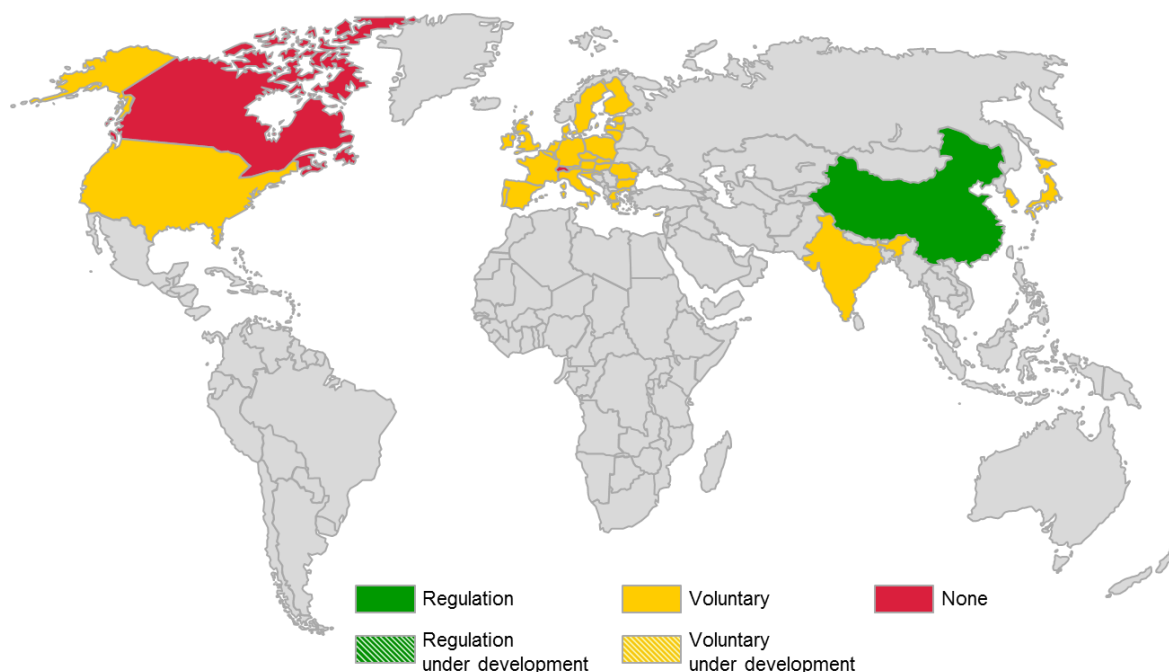 Regulation
Voluntary
None
Regulation
under development
Voluntary
under development